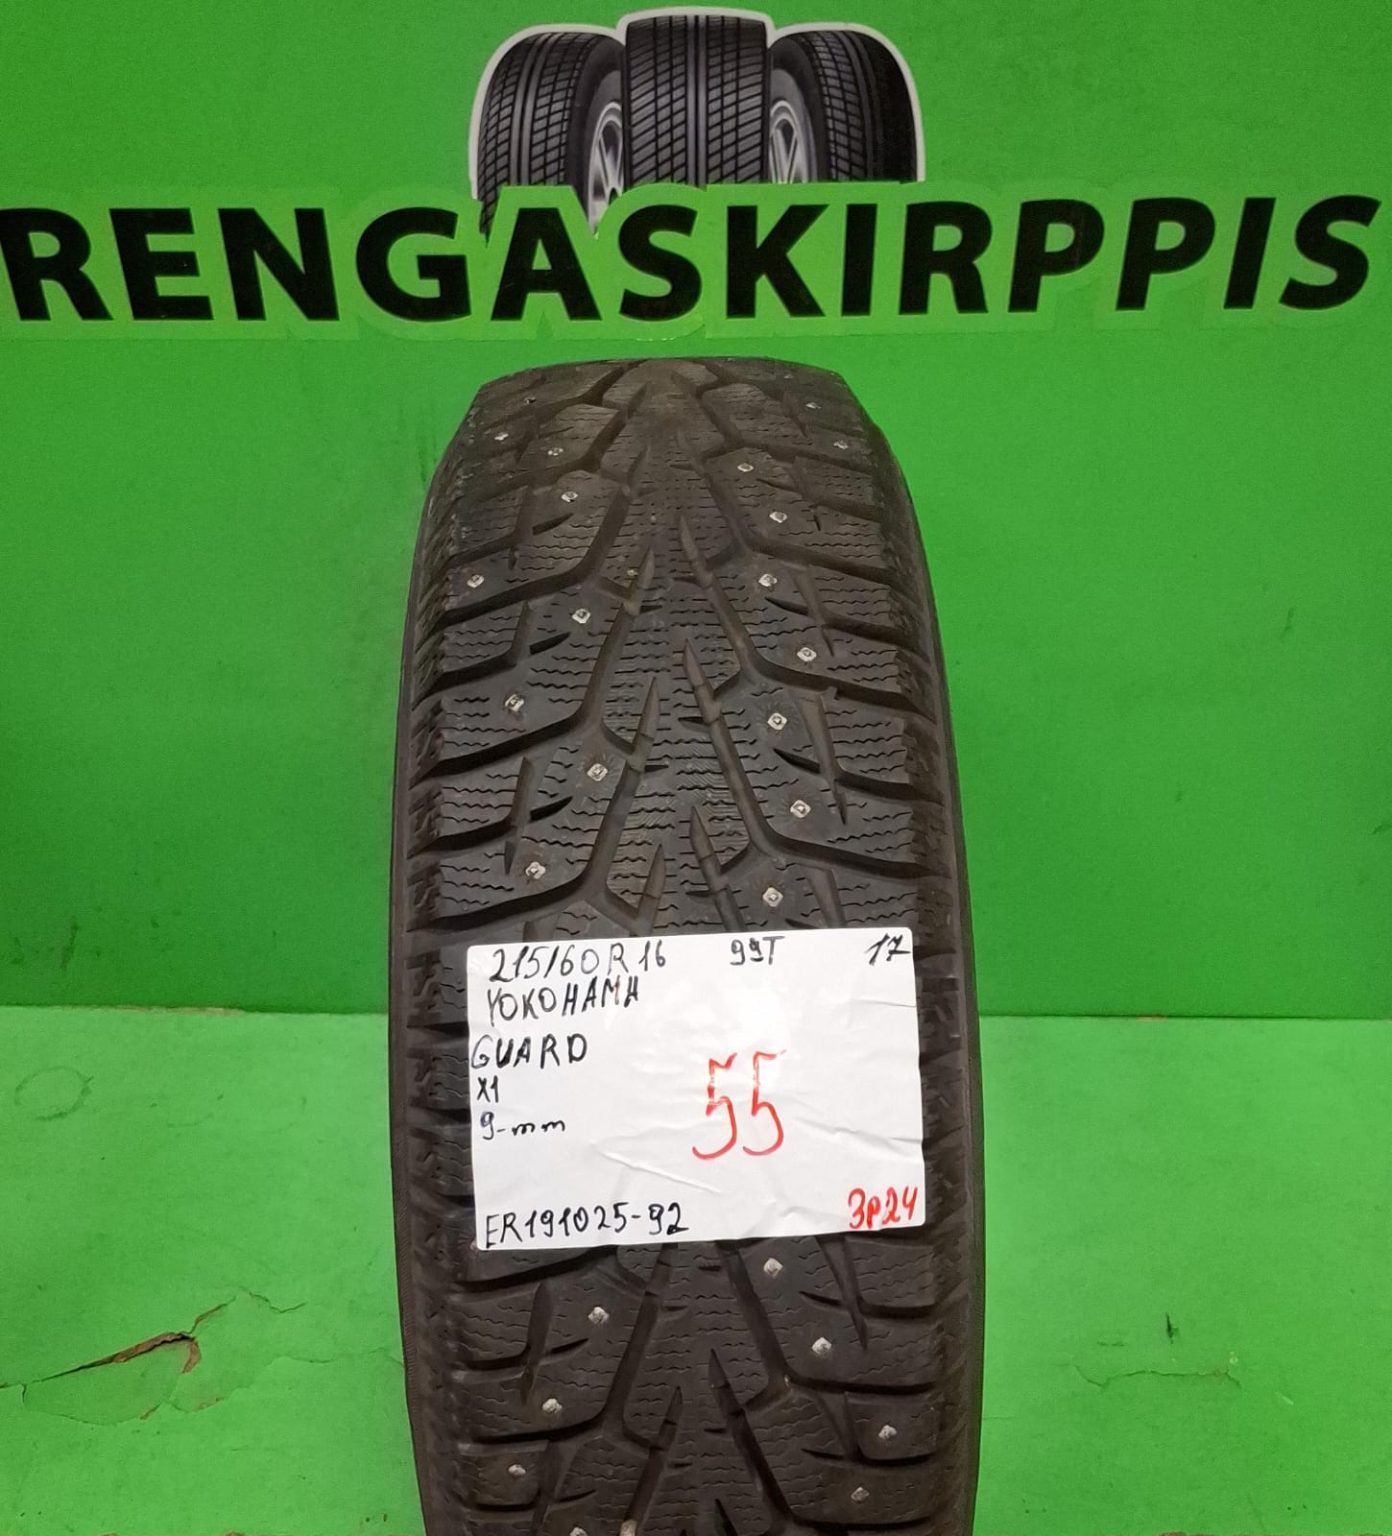 RENGASKIRPPIS
215/60R16 99T 17
YOKOHAMA
GUARD
X1
9-mm
55
ER191025-92
3P24